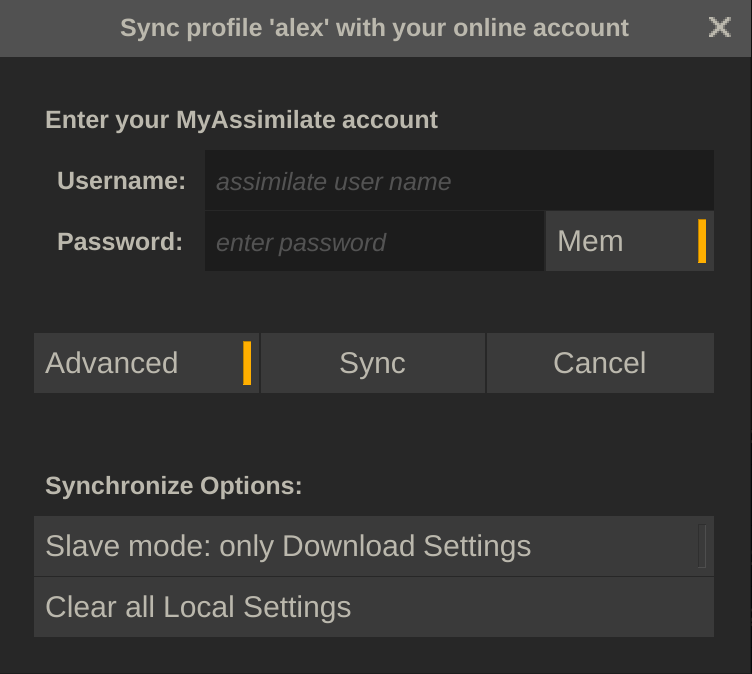 Sync profile 'alex' with your online account
Enter your MyAssimilate account
Username: assimilate user name
Password: enter password Mem
Advanced Sync Cancel
Synchronize Options:
Slave mode: only Download Settings
Clear all Local Settings